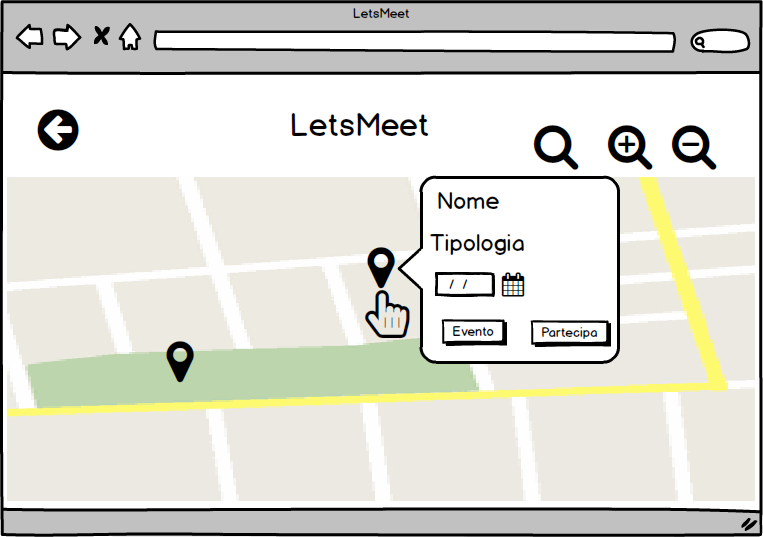 LetsMeet
LetsMeet
Nome
Tipologia
/ /
Evento
Partecipa